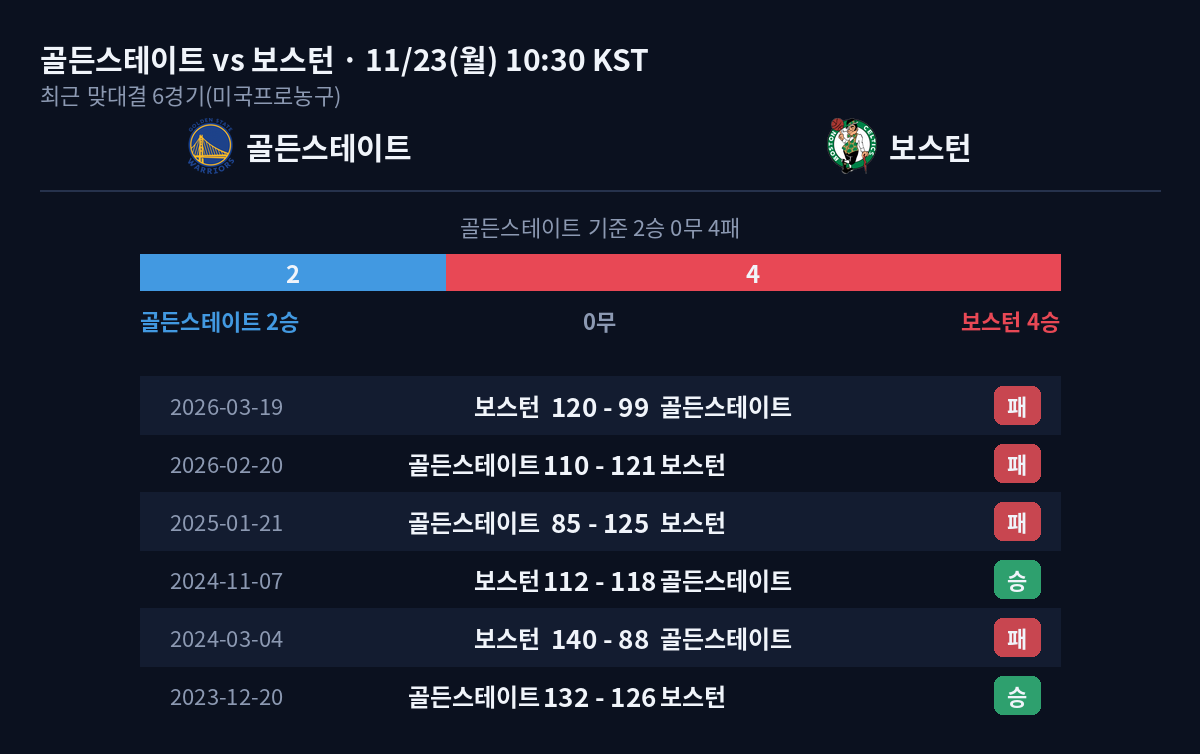 골든스테이트 vs 보스턴 · 11/23(월) 10:30 KST
최근 맞대결 6경기(미국프로농구)
GOLDEN STATE WARRIORS 골든스테이트
BOSTON CELTICS 보스턴
골든스테이트 기준 2승 0무 4패
2 4
골든스테이트 2승 0무 보스턴 4승
2026-03-19 보스턴 120 - 99 골든스테이트 패
2026-02-20 골든스테이트 110 - 121 보스턴 패
2025-01-21 골든스테이트 85 - 125 보스턴 패
2024-11-07 보스턴 112 - 118 골든스테이트 승
2024-03-04 보스턴 140 - 88 골든스테이트 패
2023-12-20 골든스테이트 132 - 126 보스턴 승